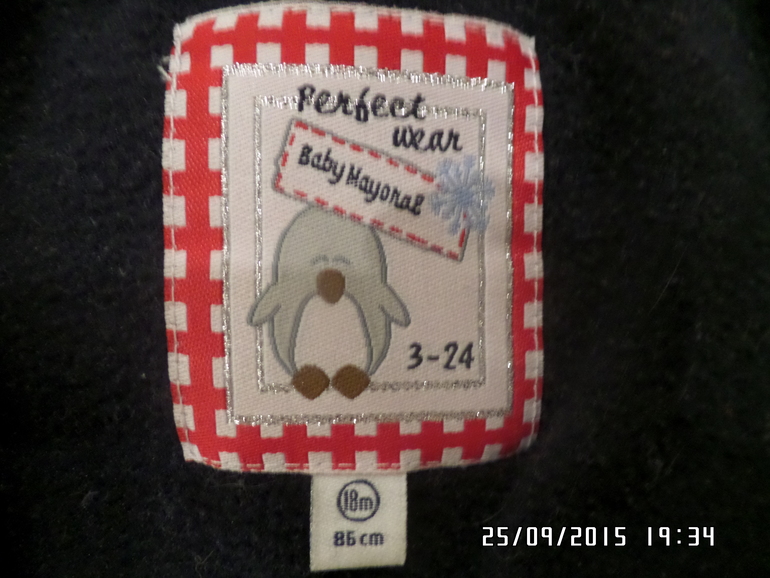 Perfect
wear
Baby Mayoral
3-24
18m
86cm
25/09/2015 19:34